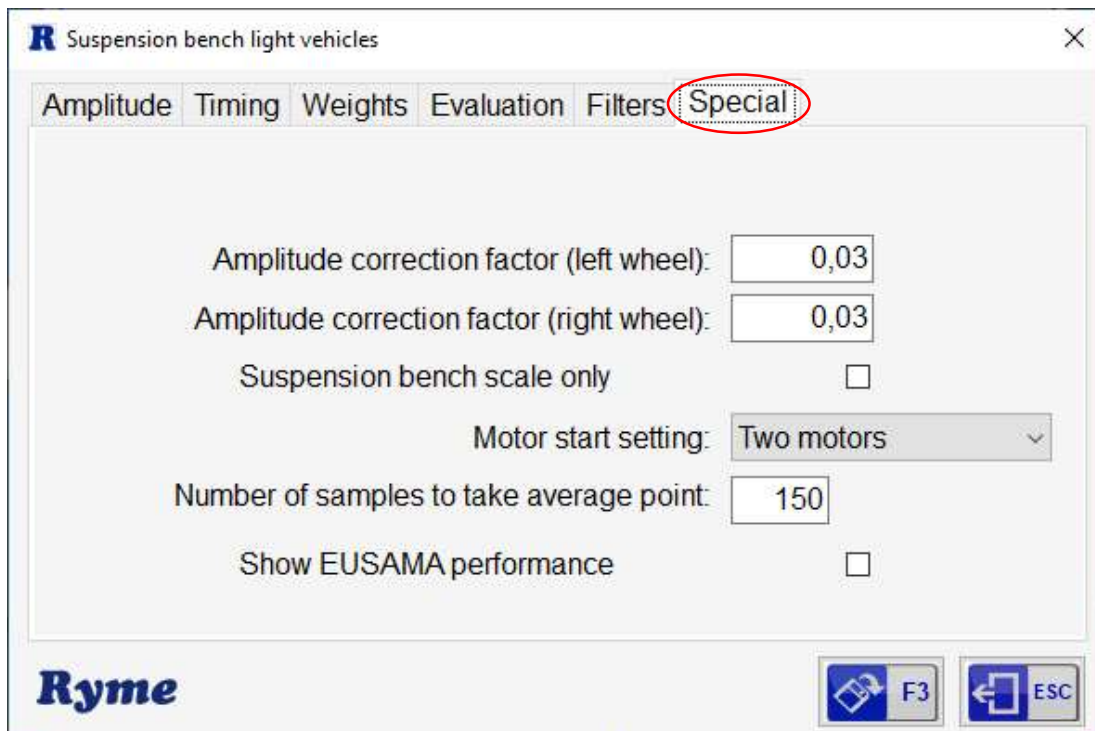 R Suspension bench light vehicles
Amplitude Timing Weights Evaluation Filters Special
Amplitude correction factor (left wheel): 0,03
Amplitude correction factor (right wheel): 0,03
Suspension bench scale only
Motor start setting: Two motors
Number of samples to take average point: 150
Show EUSAMA performance
Ryme F3 ESC